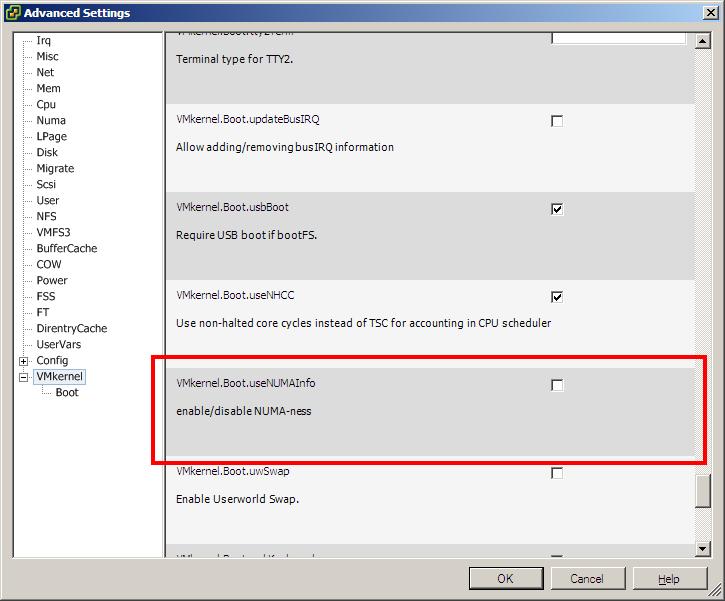 Advanced Settings
Irq
Misc
Net
Mem
Cpu
Numa
LPage
Disk
Migrate
Scsi
User
NFS
VMFS3
BufferCache
COW
Power
FSS
FT
DirentryCache
UserVars
Config
VMkernel
Boot
Terminal type for TTY2.
VMkernel.Boot.updateBusIRQ
Allow adding/removing busIRQ information
VMkernel.Boot.usbBoot
Require USB boot if bootFS.
VMkernel.Boot.useNHCC
Use non-halted core cycles instead of TSC for accounting in CPU scheduler
VMkernel.Boot.useNUMAInfo
enable/disable NUMA-ness
VMkernel.Boot.uwSwap
Enable Userworld Swap.
OK
Cancel
Help